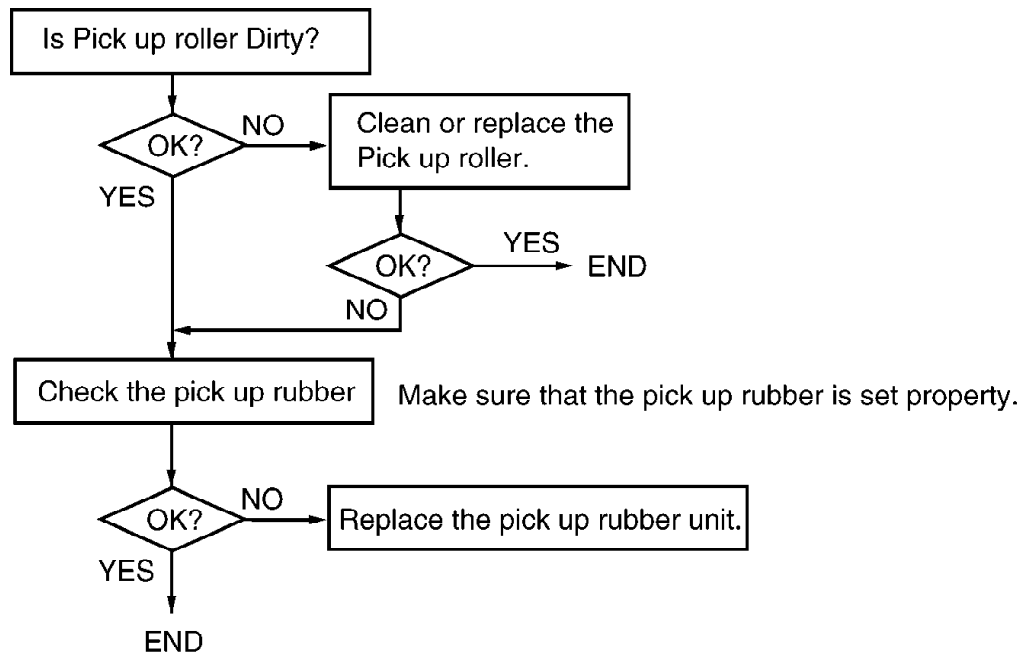 Is Pick up roller Dirty?
OK?
NO
Clean or replace the
Pick up roller.
YES
OK?
YES
END
NO
Check the pick up rubber
Make sure that the pick up rubber is set property.
OK?
NO
Replace the pick up rubber unit.
YES
END